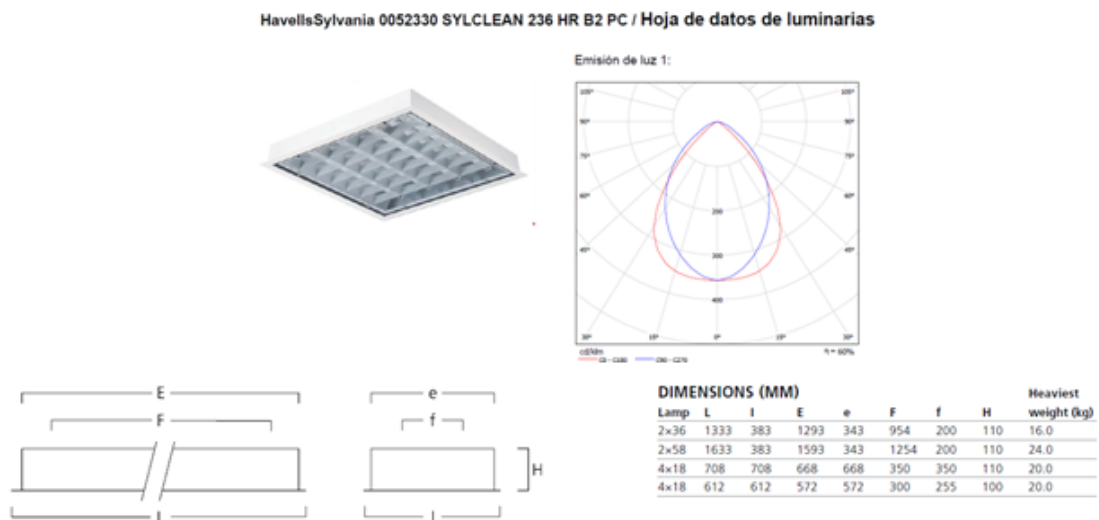 HavellsSylvania 0052330 SYLCLEAN 236 HR B2 PC / Hoja de datos de luminarias
Emisión de luz 1:
105° 105°
90° 90°
75° 75°
60° 60°
45° 45°
200
300
400
30° 15° 0° 15° 30°
cd/klm η = 60%
C0 - C180 C90 - C270
E
F
e
f
H
DIMENSIONS (MM) Heaviest
Lamp L l E e F f H weight (kg)
2×36 1333 383 1293 343 954 200 110 16.0
2×58 1633 383 1593 343 1254 200 110 24.0
4×18 708 708 668 668 350 350 110 20.0
4×18 612 612 572 572 300 255 100 20.0